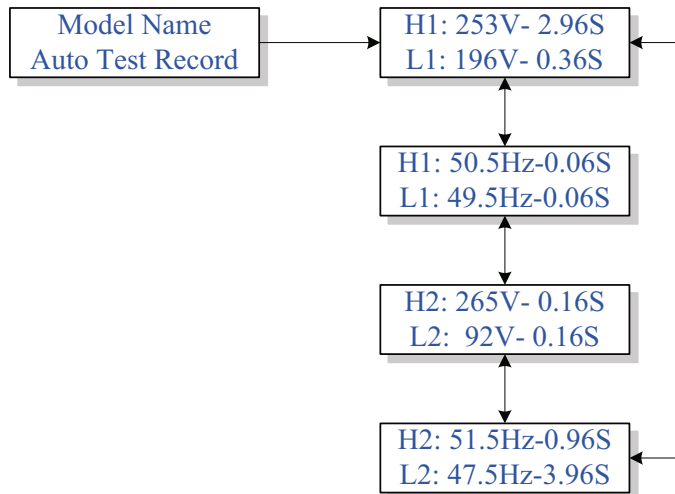 Model Name
Auto Test Record
H1: 253V- 2.96S
L1: 196V- 0.36S
H1: 50.5Hz-0.06S
L1: 49.5Hz-0.06S
H2: 265V- 0.16S
L2:  92V- 0.16S
H2: 51.5Hz-0.96S
L2: 47.5Hz-3.96S